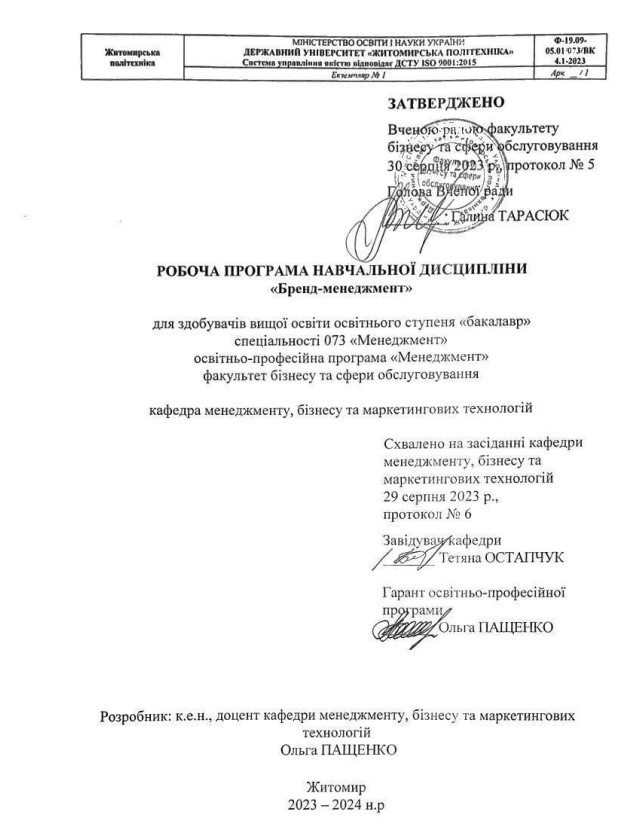 Житомирська
політехніка
МІНІСТЕРСТВО ОСВІТИ І НАУКИ УКРАЇНИ
ДЕРЖАВНИЙ УНІВЕРСИТЕТ «ЖИТОМИРСЬКА ПОЛІТЕХНІКА»
Система управління якістю відповідає ДСТУ ISO 9001:2015
Ф-19.09-
05.01/073/ВК
4.1-2023
Екземпляр № 1
Арк __ / 1
ЗАТВЕРДЖЕНО
Вченою радою факультету
бізнесу та сфери обслуговування
30 серпня 2023 р., протокол № 5
Голова Вченої ради
Галина ТАРАСЮК
Факультет
бізнесу та сфери
обслуговування
РОБОЧА ПРОГРАМА НАВЧАЛЬНОЇ ДИСЦИПЛІНИ
«Бренд-менеджмент»
для здобувачів вищої освіти освітнього ступеня «бакалавр»
спеціальності 073 «Менеджмент»
освітньо-професійна програма «Менеджмент»
факультет бізнесу та сфери обслуговування
кафедра менеджменту, бізнесу та маркетингових технологій
Схвалено на засіданні кафедри
менеджменту, бізнесу та
маркетингових технологій
29 серпня 2023 р.,
протокол № 6
Завідувач кафедри
Тетяна ОСТАПЧУК
Гарант освітньо-професійної
програми
Ольга ПАЩЕНКО
Розробник: к.е.н., доцент кафедри менеджменту, бізнесу та маркетингових
технологій
Ольга ПАЩЕНКО
Житомир
2023 – 2024 н.р